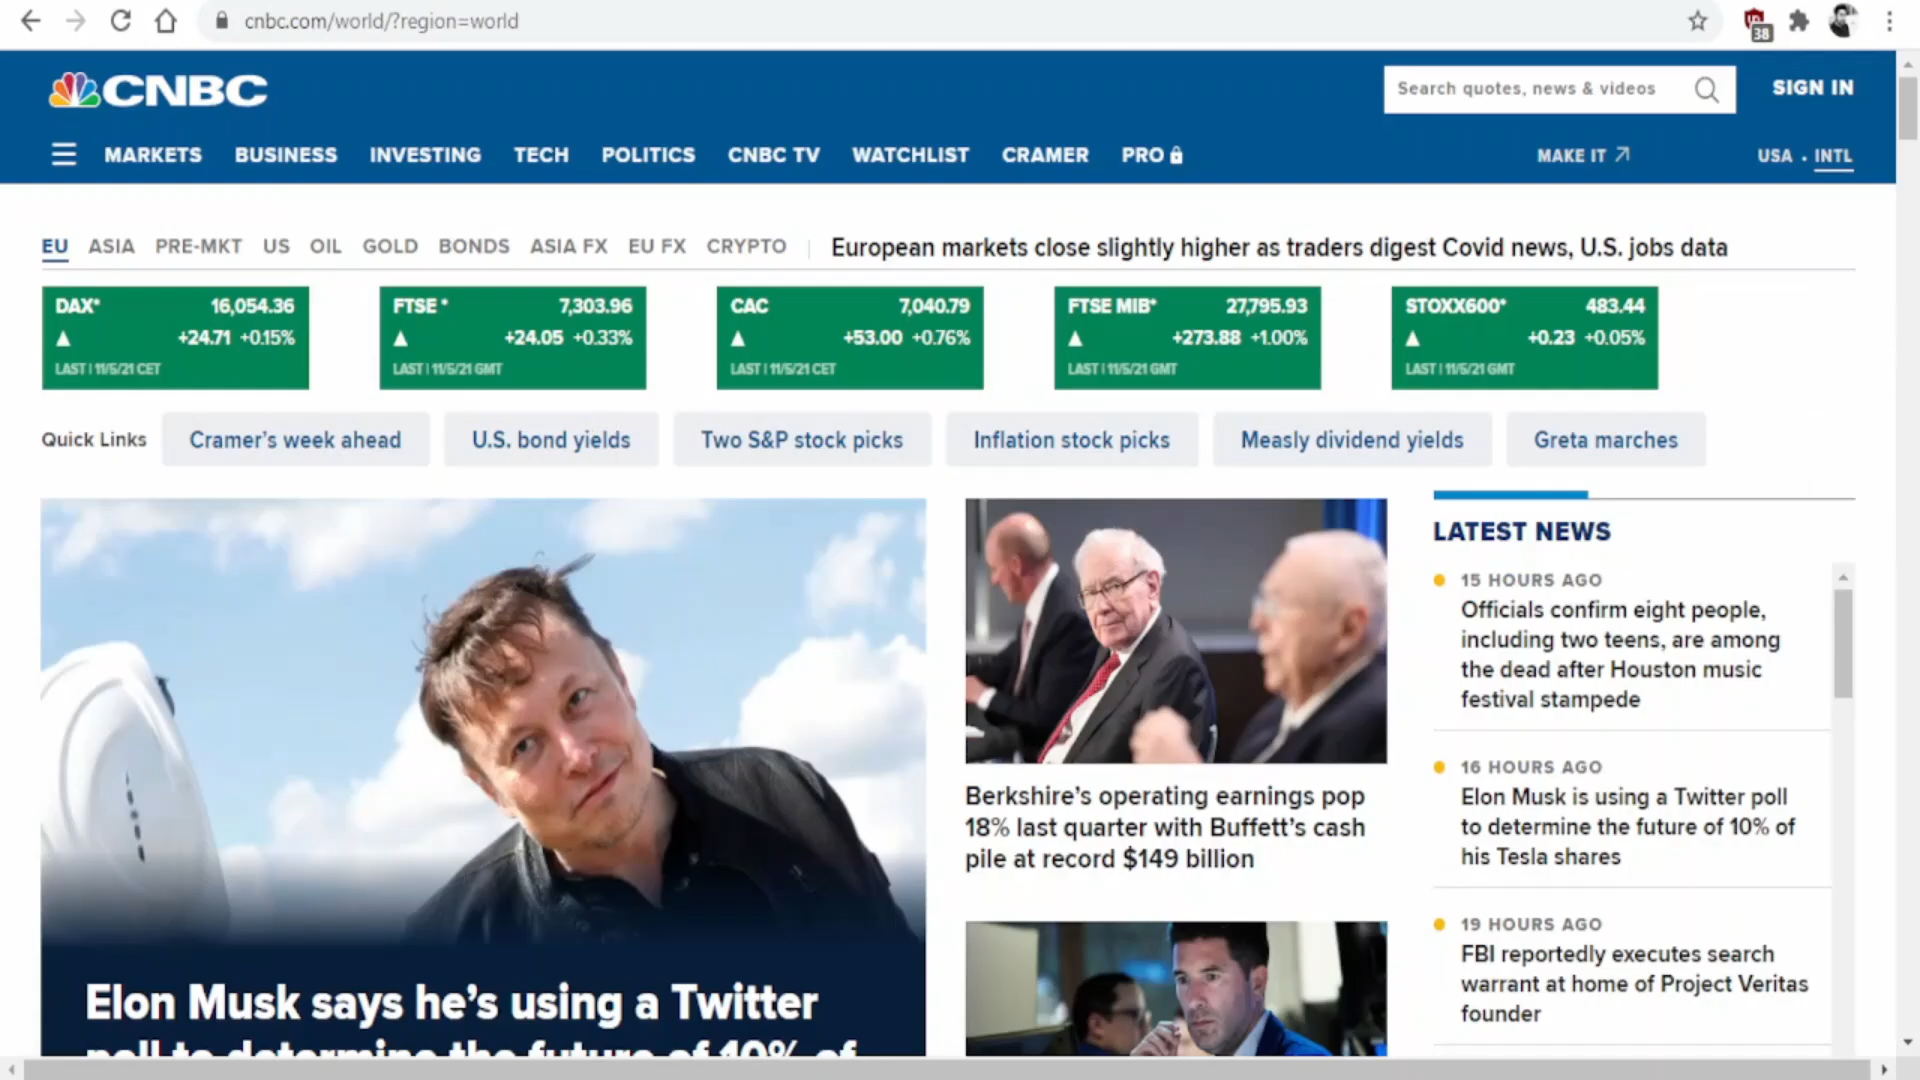 cnbc.com/world/?region=world
38
CNBC
Search quotes, news & videos
SIGN IN
MARKETS BUSINESS INVESTING TECH POLITICS CNBC TV WATCHLIST CRAMER PRO
MAKE IT
USA • INTL
EU ASIA PRE-MKT US OIL GOLD BONDS ASIA FX EU FX CRYPTO
European markets close slightly higher as traders digest Covid news, U.S. jobs data
DAX* 16,054.36
+24.71 +0.15%
LAST | 11/5/21 CET
FTSE * 7,303.96
+24.05 +0.33%
LAST | 11/5/21 GMT
CAC 7,040.79
+53.00 +0.76%
LAST | 11/5/21 CET
FTSE MIB* 27,795.93
+273.88 +1.00%
LAST | 11/5/21 GMT
STOXX600* 483.44
+0.23 +0.05%
LAST | 11/5/21 GMT
Quick Links
Cramer's week ahead
U.S. bond yields
Two S&P stock picks
Inflation stock picks
Measly dividend yields
Greta marches
Elon Musk says he's using a Twitter
poll to determine the future of 10% of
Berkshire's operating earnings pop
18% last quarter with Buffett's cash
pile at record $149 billion
LATEST NEWS
15 HOURS AGO
Officials confirm eight people,
including two teens, are among
the dead after Houston music
festival stampede
16 HOURS AGO
Elon Musk is using a Twitter poll
to determine the future of 10% of
his Tesla shares
19 HOURS AGO
FBI reportedly executes search
warrant at home of Project Veritas
founder